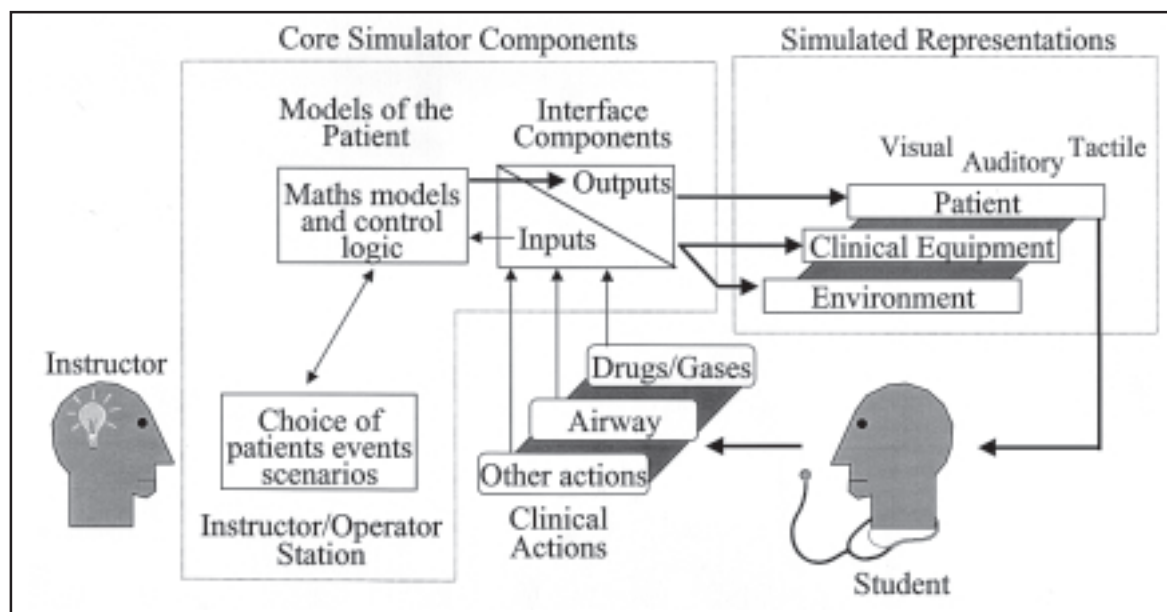 Core Simulator Components
Simulated Representations
Models of the
Patient
Interface
Components
Visual
Auditory
Tactile
Maths models
and control
logic
Outputs
Inputs
Patient
Clinical Equipment
Environment
Instructor
Drugs/Gases
Airway
Other actions
Choice of
patients events
scenarios
Instructor/Operator
Station
Clinical
Actions
Student